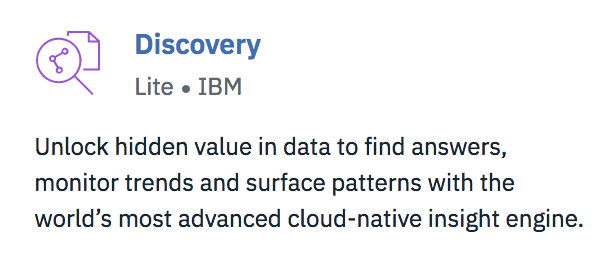 Discovery
Lite • IBM
Unlock hidden value in data to find answers,
monitor trends and surface patterns with the
world’s most advanced cloud-native insight engine.